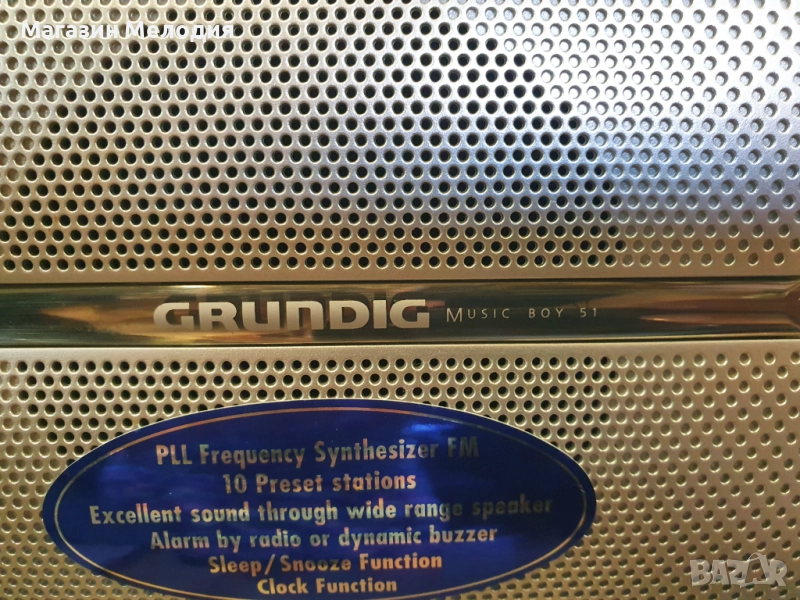 Магазин Мелодия
GRUNDIG MUSIC BOY 51
PLL Frequency Synthesizer FM
10 Preset stations
Excellent sound through wide range speaker
Alarm by radio or dynamic buzzer
Sleep/Snooze Function
Clock Function
BAZAR